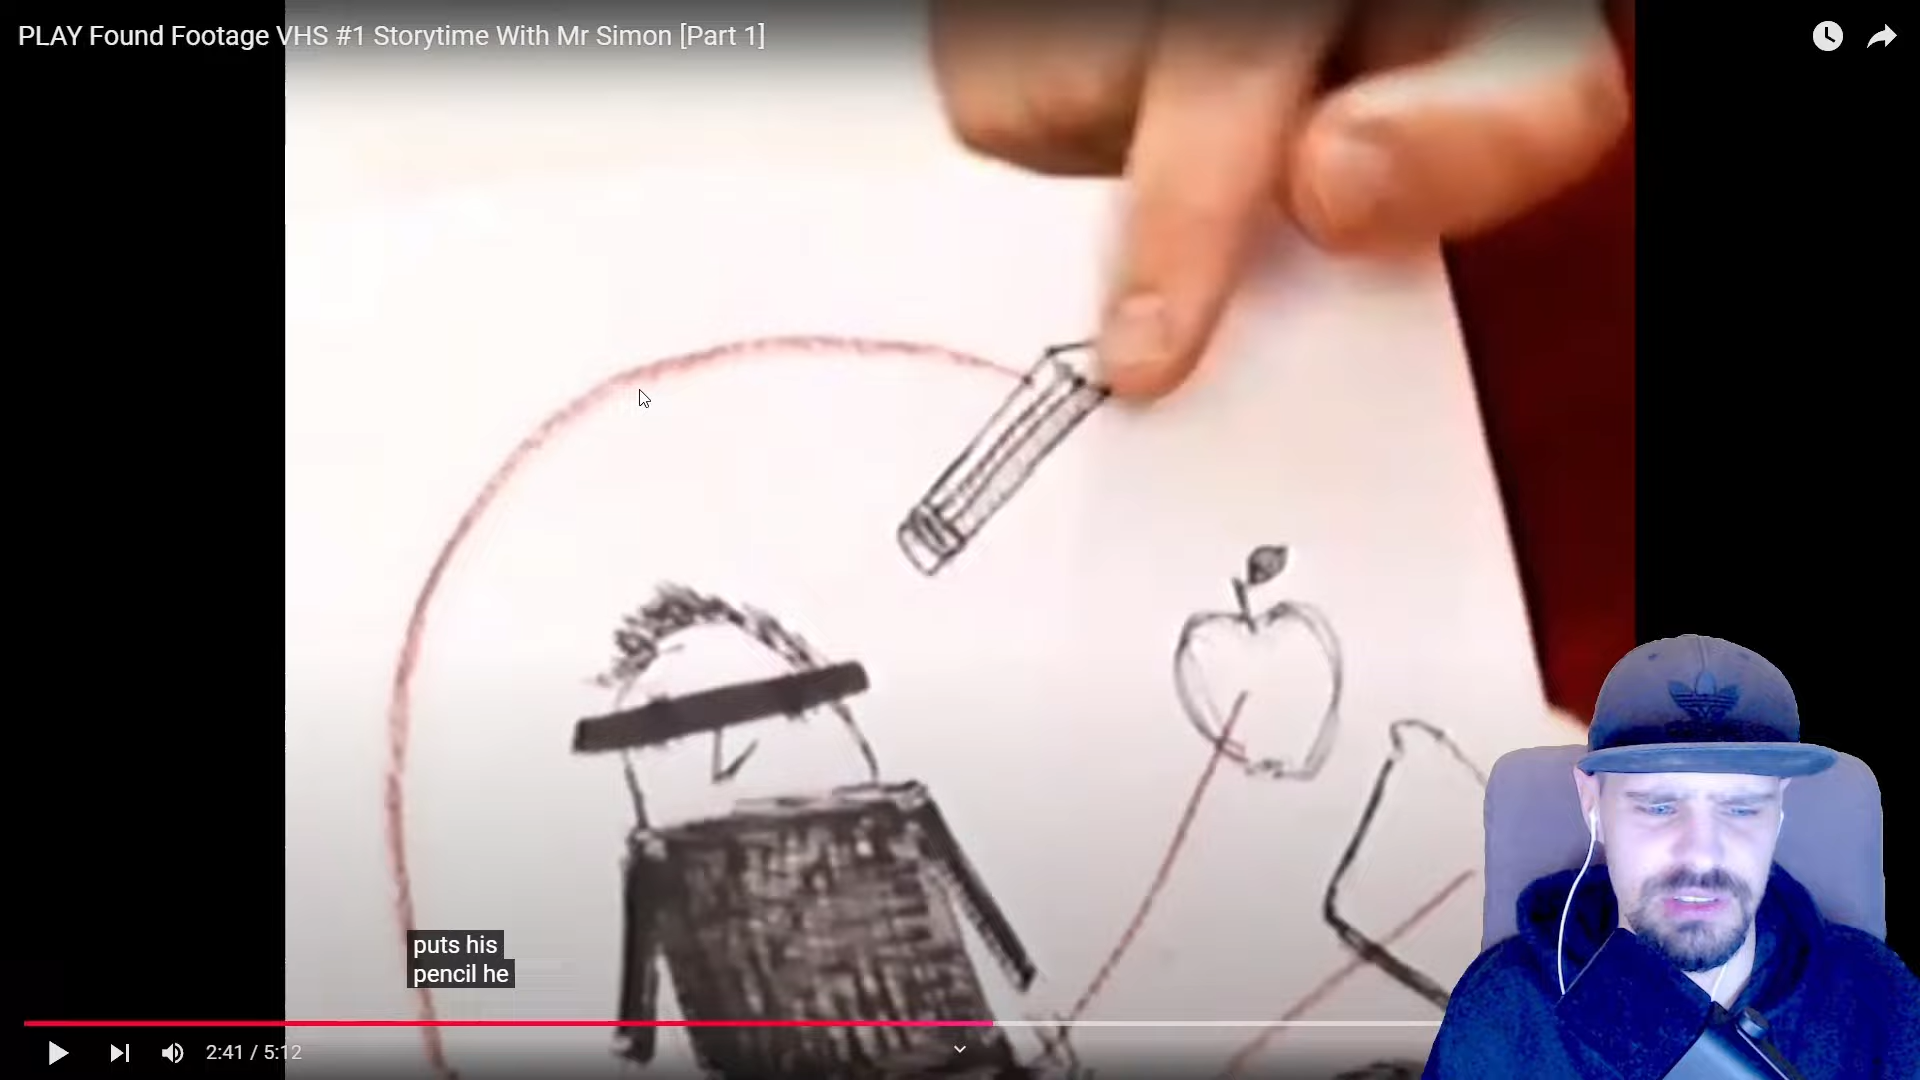 PLAY Found Footage VHS #1 Storytime With Mr Simon [Part 1]
puts his
pencil he
2:41 / 5:12